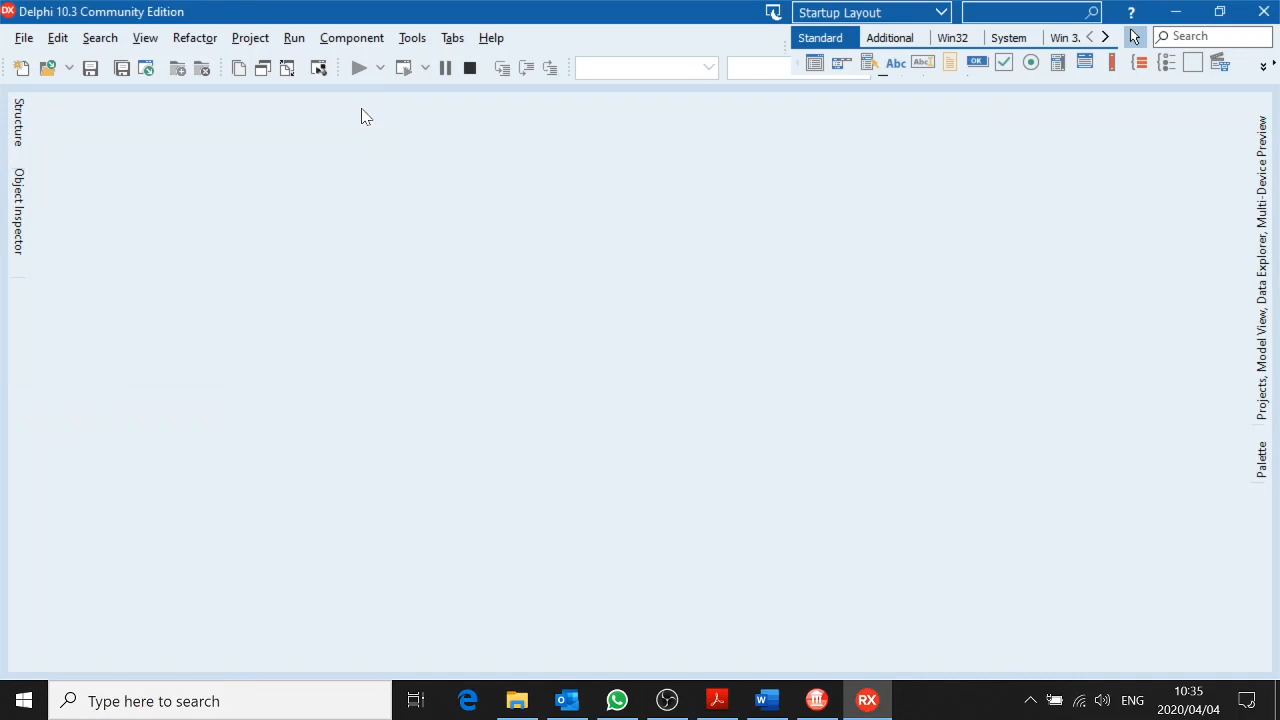 DX Delphi 10.3 Community Edition
Startup Layout
?
File Edit Search View Refactor Project Run Component Tools Tabs Help
Standard Additional Win32 System Win 3.
Search
Abc Abc OK
Structure
Object Inspector
Projects, Model View, Data Explorer, Multi-Device Preview
Palette
Type here to search
RX
ENG
10:35
2020/04/04